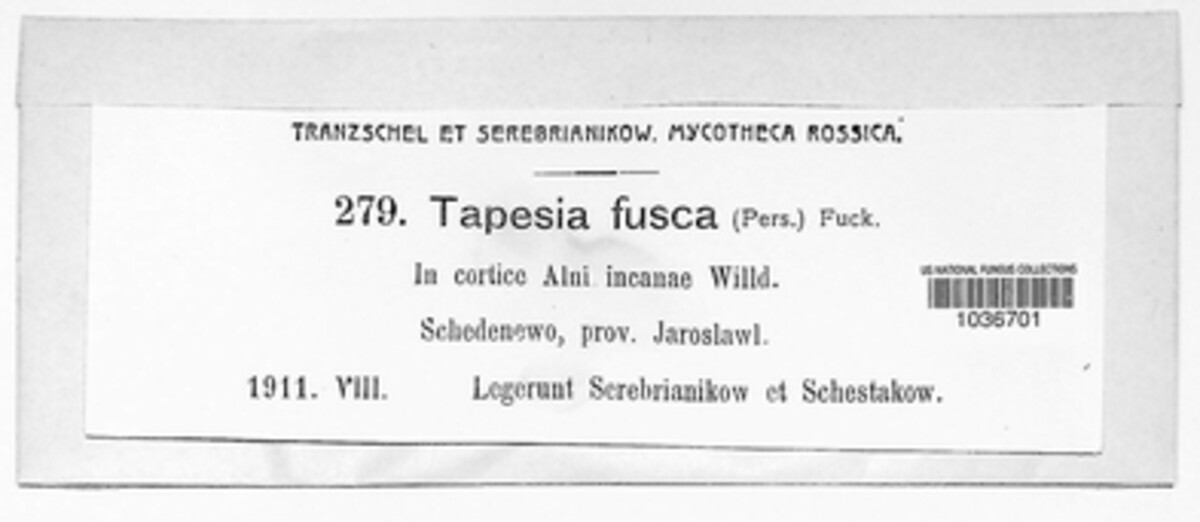 TRANZSCHEL ET SEREBRIANIKOW. MYCOTHECA ROSSICA.
279. Tapesia fusca (Pers.) Fuck.
In cortice Alni incanae Willd.
US NATIONAL FUNGUS COLLECTIONS
1036701
Schedenewo, prov. Jaroslawl.
1911. VIII. Legerunt Serebrianikow et Schestakow.